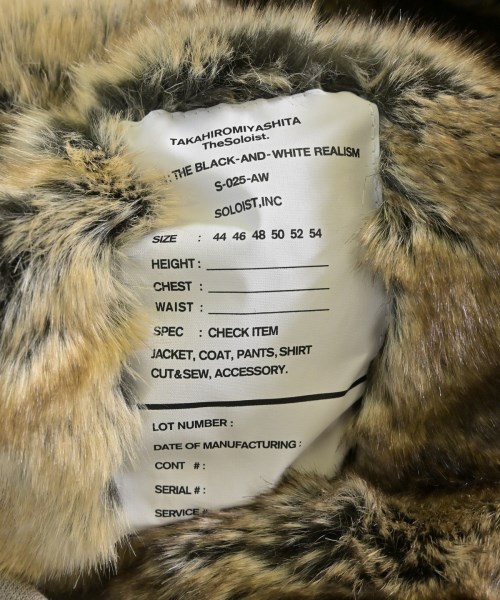 TAKAHIROMIYASHITA
TheSoloist.
: THE BLACK-AND-WHITE REALISM
S-025-AW
SOLOIST,INC
SIZE : 44 46 48 50 52 54
HEIGHT :
CHEST :
WAIST :
SPEC : CHECK ITEM
JACKET, COAT, PANTS, SHIRT
CUT&SEW, ACCESSORY.
LOT NUMBER :
DATE OF MANUFACTURING :
CONT # :
SERIAL # :
SERVICE #